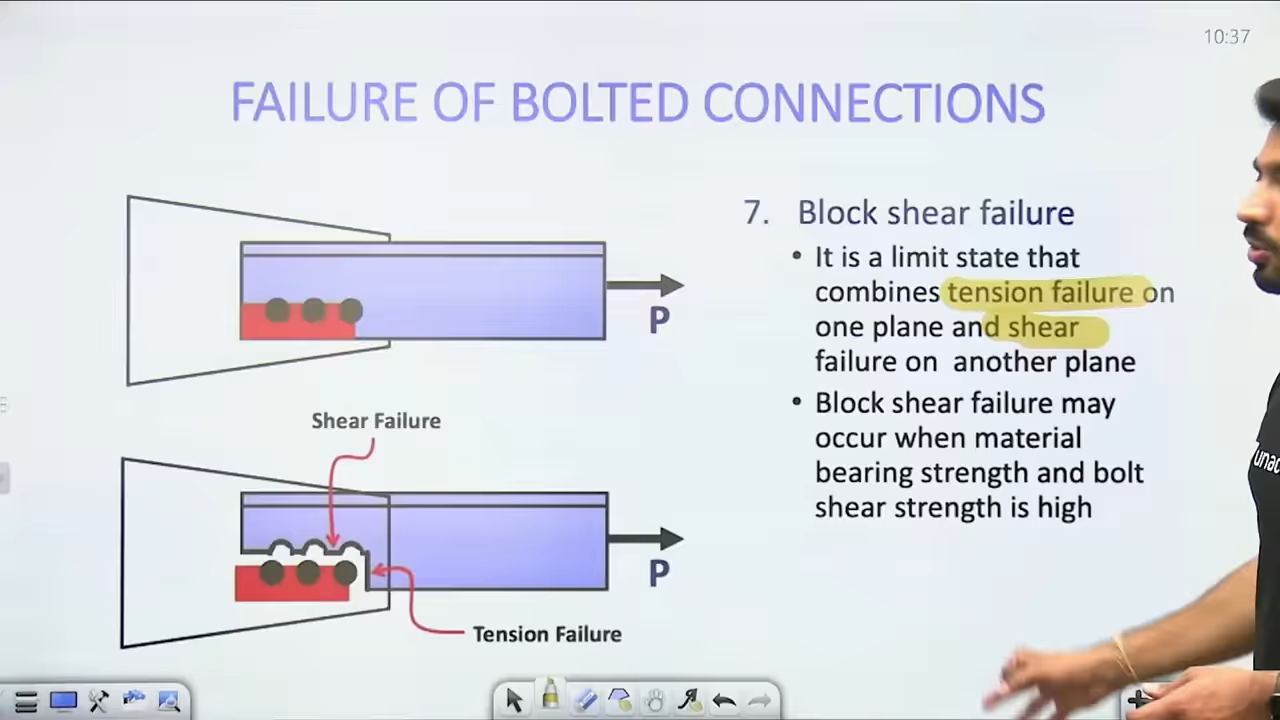 10:37
FAILURE OF BOLTED CONNECTIONS
7. Block shear failure
• It is a limit state that
combines tension failure on
one plane and shear
failure on another plane
• Block shear failure may
occur when material
bearing strength and bolt
shear strength is high
P
Shear Failure
P
Tension Failure